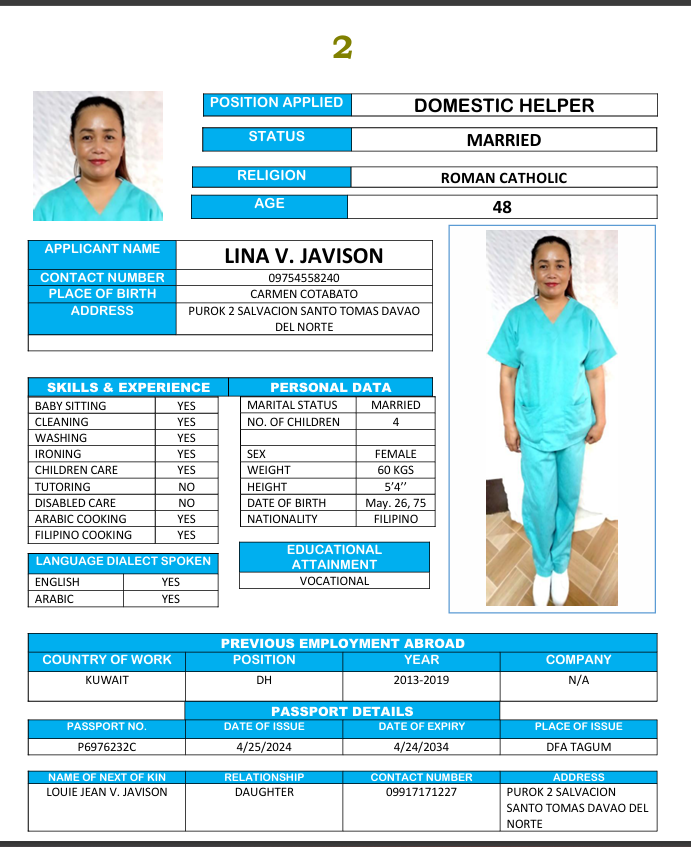 2
POSITION APPLIED DOMESTIC HELPER
STATUS MARRIED
RELIGION ROMAN CATHOLIC
AGE 48
APPLICANT NAME LINA V. JAVISON
CONTACT NUMBER 09754558240
PLACE OF BIRTH CARMEN COTABATO
ADDRESS PUROK 2 SALVACION SANTO TOMAS DAVAO
DEL NORTE
SKILLS & EXPERIENCE
BABY SITTING YES
CLEANING YES
WASHING YES
IRONING YES
CHILDREN CARE YES
TUTORING NO
DISABLED CARE NO
ARABIC COOKING YES
FILIPINO COOKING YES
LANGUAGE DIALECT SPOKEN
ENGLISH YES
ARABIC YES
PERSONAL DATA
MARITAL STATUS MARRIED
NO. OF CHILDREN 4
SEX FEMALE
WEIGHT 60 KGS
HEIGHT 5’4’’
DATE OF BIRTH May. 26, 75
NATIONALITY FILIPINO
EDUCATIONAL
ATTAINMENT
VOCATIONAL
PREVIOUS EMPLOYMENT ABROAD
COUNTRY OF WORK POSITION YEAR COMPANY
KUWAIT DH 2013-2019 N/A
PASSPORT DETAILS
PASSPORT NO. DATE OF ISSUE DATE OF EXPIRY PLACE OF ISSUE
P6976232C 4/25/2024 4/24/2034 DFA TAGUM
NAME OF NEXT OF KIN RELATIONSHIP CONTACT NUMBER ADDRESS
LOUIE JEAN V. JAVISON DAUGHTER 09917171227 PUROK 2 SALVACION
SANTO TOMAS DAVAO DEL
NORTE